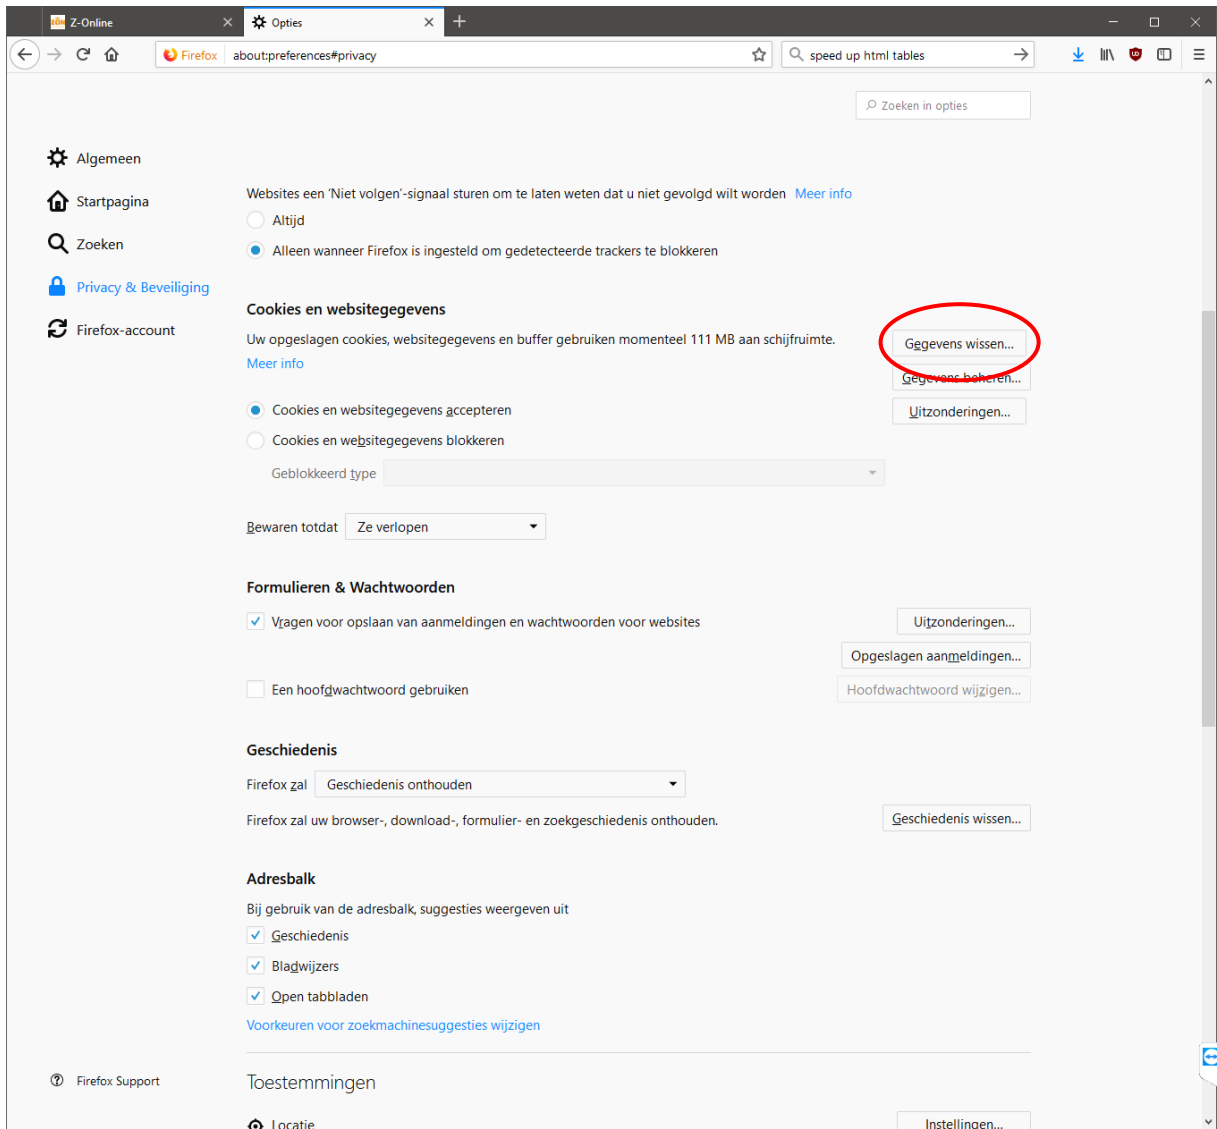 ZON Z-Online
Opties
Firefox about:preferences#privacy
speed up html tables
Zoeken in opties
Algemeen
Startpagina
Zoeken
Privacy & Beveiliging
Firefox-account
Websites een ‘Niet volgen’-signaal sturen om te laten weten dat u niet gevolgd wilt worden Meer info
Altijd
Alleen wanneer Firefox is ingesteld om gedetecteerde trackers te blokkeren
Cookies en websitegegevens
Uw opgeslagen cookies, websitegegevens en buffer gebruiken momenteel 111 MB aan schijfruimte.
Gegevens wissen...
Meer info
Gegevens beheren...
Cookies en websitegegevens accepteren
Uitzonderingen...
Cookies en websitegegevens blokkeren
Geblokkeerd type
Bewaren totdat Ze verlopen
Formulieren & Wachtwoorden
Vragen voor opslaan van aanmeldingen en wachtwoorden voor websites
Uitzonderingen...
Opgeslagen aanmeldingen...
Een hoofdwachtwoord gebruiken
Hoofdwachtwoord wijzigen...
Geschiedenis
Firefox zal Geschiedenis onthouden
Firefox zal uw browser-, download-, formulier- en zoekgeschiedenis onthouden.
Geschiedenis wissen...
Adresbalk
Bij gebruik van de adresbalk, suggesties weergeven uit
Geschiedenis
Bladwijzers
Open tabbladen
Voorkeuren voor zoekmachinesuggesties wijzigen
Firefox Support
Toestemmingen
Locatie
Instellingen...